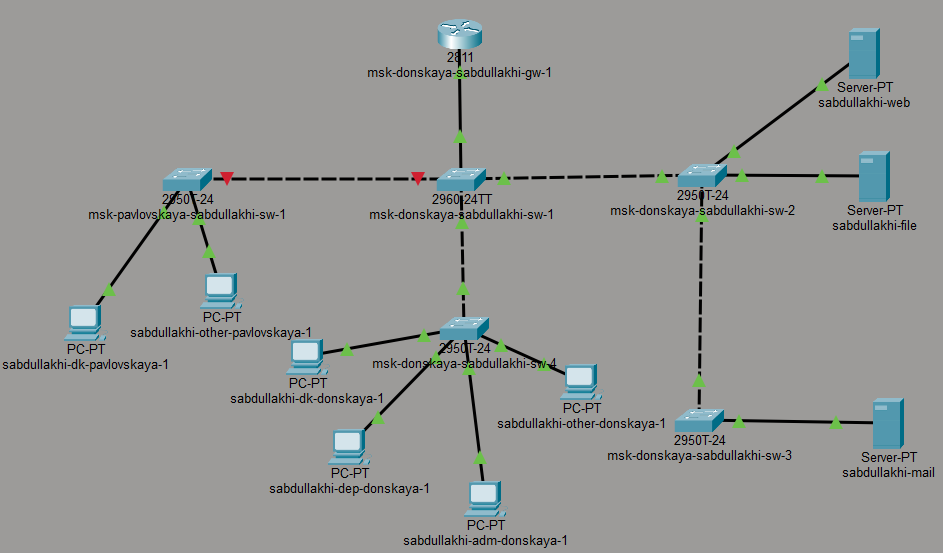 2811
msk-donskaya-sabdullakhi-gw-1
Server-PT
sabdullakhi-web
2950T-24
msk-pavlovskaya-sabdullakhi-sw-1
2960-24TT
msk-donskaya-sabdullakhi-sw-1
2950T-24
msk-donskaya-sabdullakhi-sw-2
Server-PT
sabdullakhi-file
PC-PT
sabdullakhi-other-pavlovskaya-1
PC-PT
sabdullakhi-dk-pavlovskaya-1
2950T-24
msk-donskaya-sabdullakhi-sw-4
PC-PT
sabdullakhi-dk-donskaya-1
PC-PT
sabdullakhi-other-donskaya-1
2950T-24
msk-donskaya-sabdullakhi-sw-3
Server-PT
sabdullakhi-mail
PC-PT
sabdullakhi-dep-donskaya-1
PC-PT
sabdullakhi-adm-donskaya-1